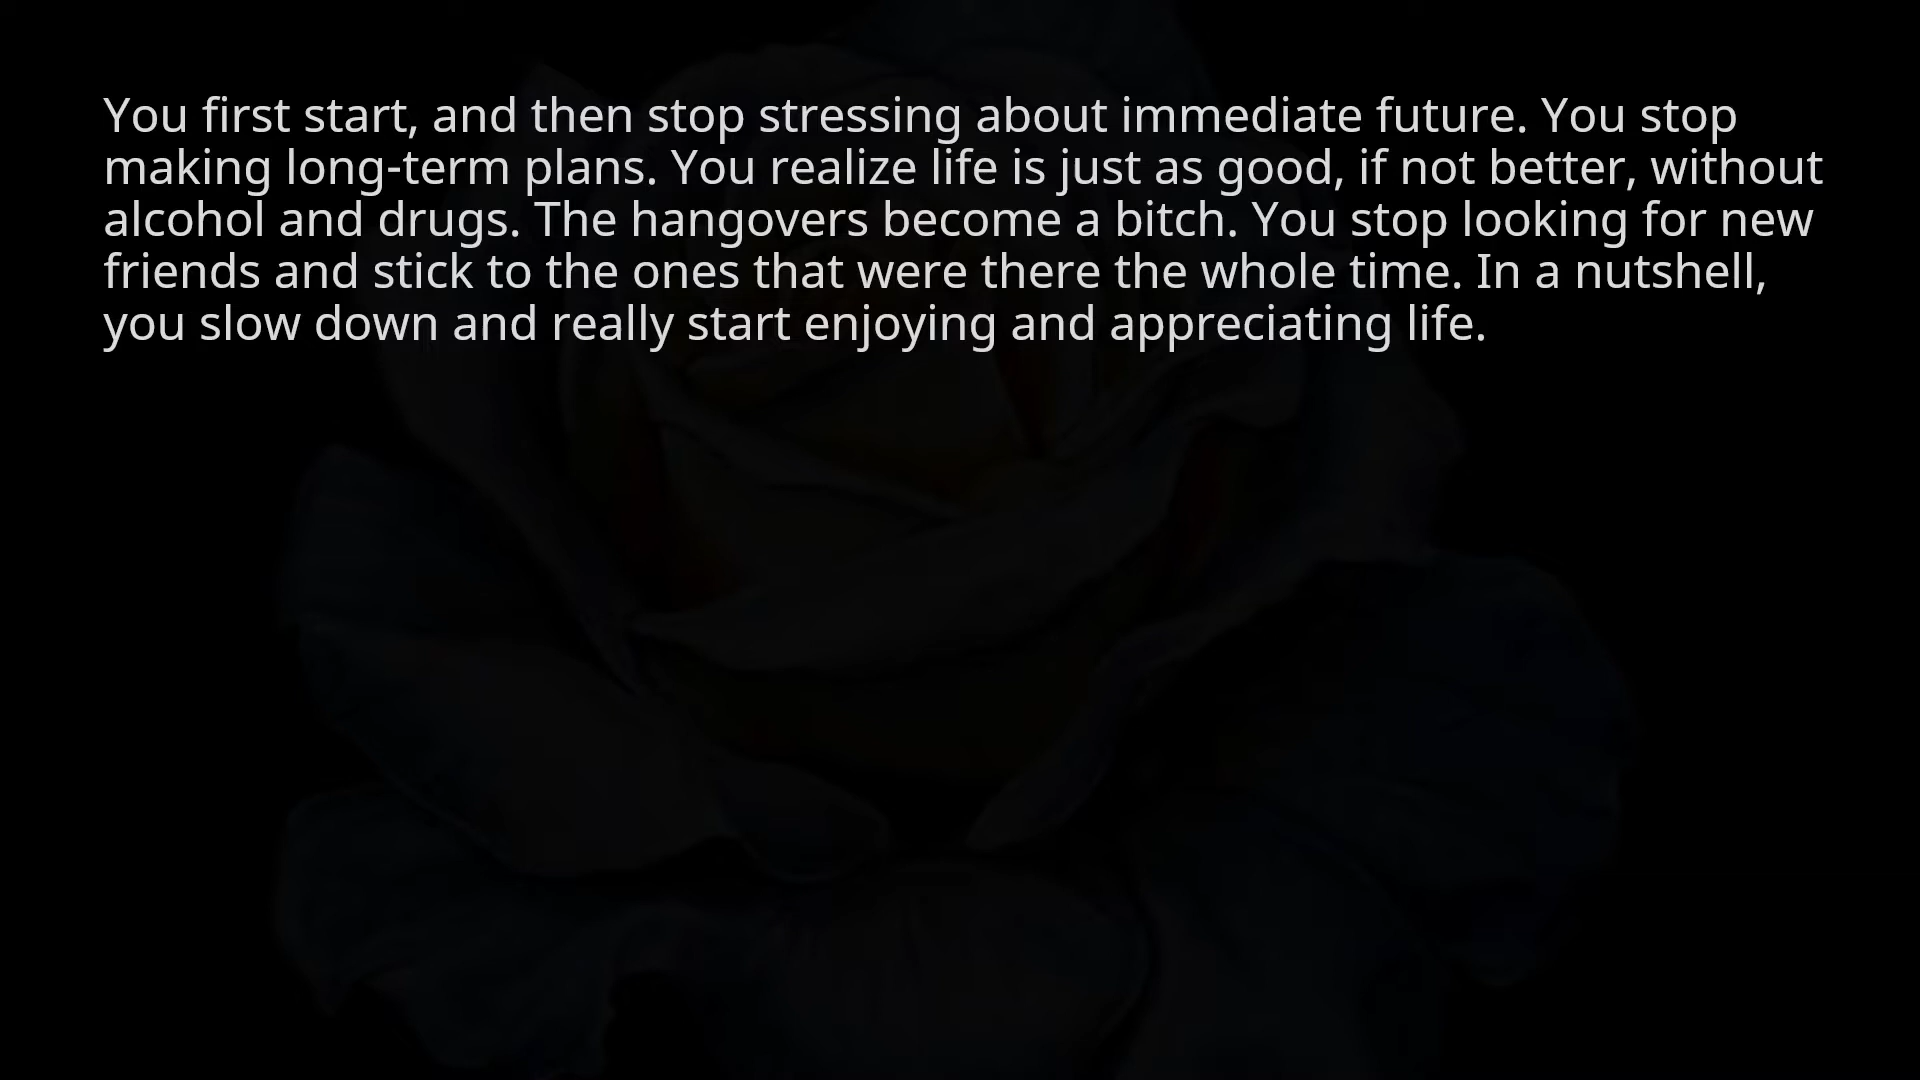 You first start, and then stop stressing about immediate future. You stop
making long-term plans. You realize life is just as good, if not better, without
alcohol and drugs. The hangovers become a bitch. You stop looking for new
friends and stick to the ones that were there the whole time. In a nutshell,
you slow down and really start enjoying and appreciating life.